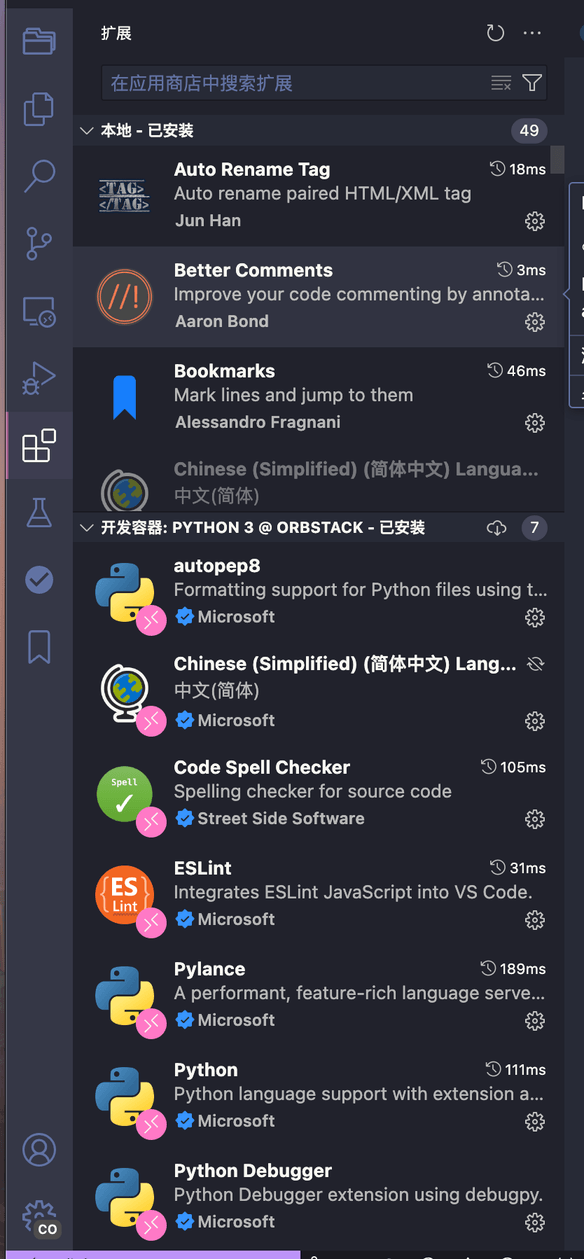 扩展
在应用商店中搜索扩展
本地 - 已安装 49
<TAG>
</TAG>
Auto Rename Tag 18ms
Auto rename paired HTML/XML tag
Jun Han
//!
Better Comments 3ms
Improve your code commenting by annota...
Aaron Bond
Bookmarks 46ms
Mark lines and jump to them
Alessandro Fragnani
Chinese (Simplified) (简体中文) Langua...
中文(简体)
开发容器: PYTHON 3 @ ORBSTACK - 已安装 7
autopep8
Formatting support for Python files using t...
Microsoft
Chinese (Simplified) (简体中文) Lang...
中文(简体)
Microsoft
Spell
Code Spell Checker 105ms
Spelling checker for source code
Street Side Software
{ES}
Lint
ESLint 31ms
Integrates ESLint JavaScript into VS Code.
Microsoft
Pylance 189ms
A performant, feature-rich language serve...
Microsoft
Python 111ms
Python language support with extension a...
Microsoft
Python Debugger
Python Debugger extension using debugpy.
Microsoft
CO